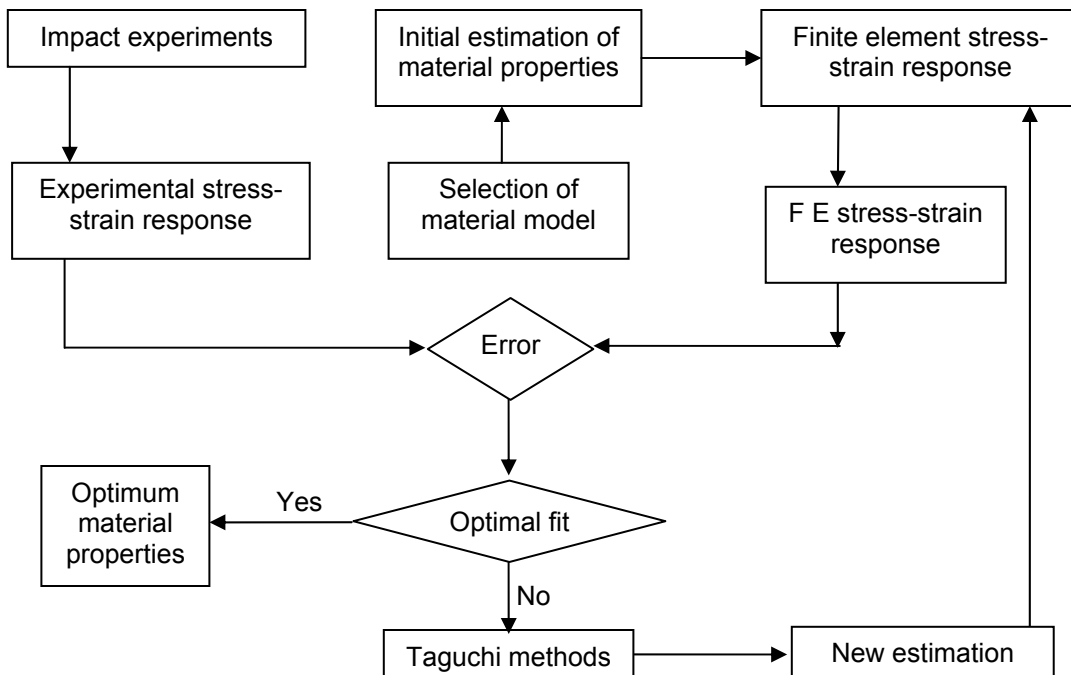 Impact experiments
Initial estimation of
material properties
Finite element stress-
strain response
Experimental stress-
strain response
Selection of
material model
F E stress-strain
response
Error
Optimum
material
properties
Yes
Optimal fit
No
Taguchi methods
New estimation